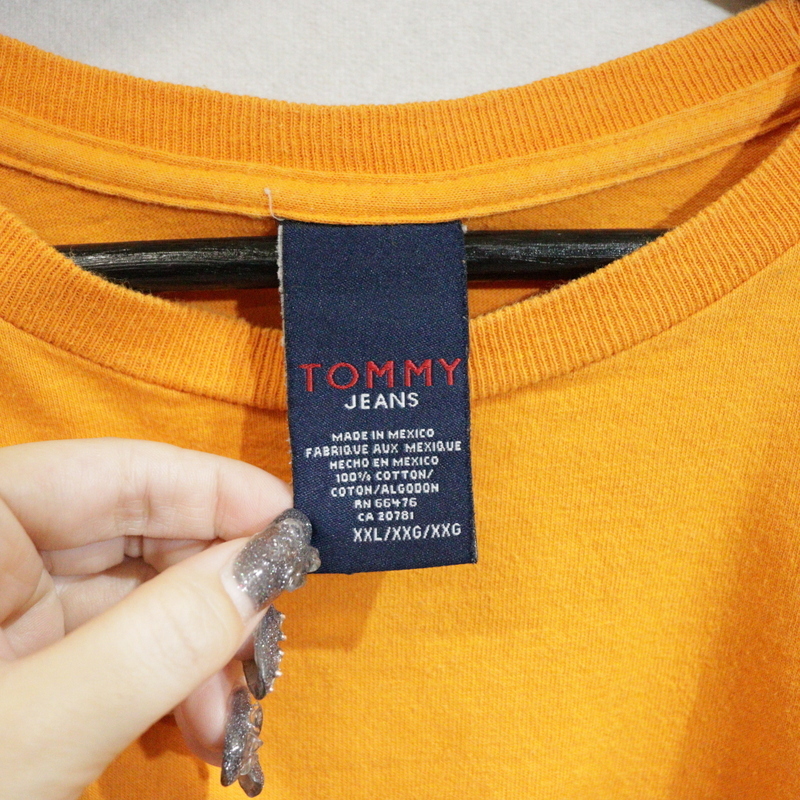 TOMMY
JEANS
MADE IN MEXICO
FABRIQUE AUX MEXIQUE
HECHO EN MEXICO
100% COTTON/
COTON/ALGODON
RN 66476
CA 20781
XXL/XXG/XXG